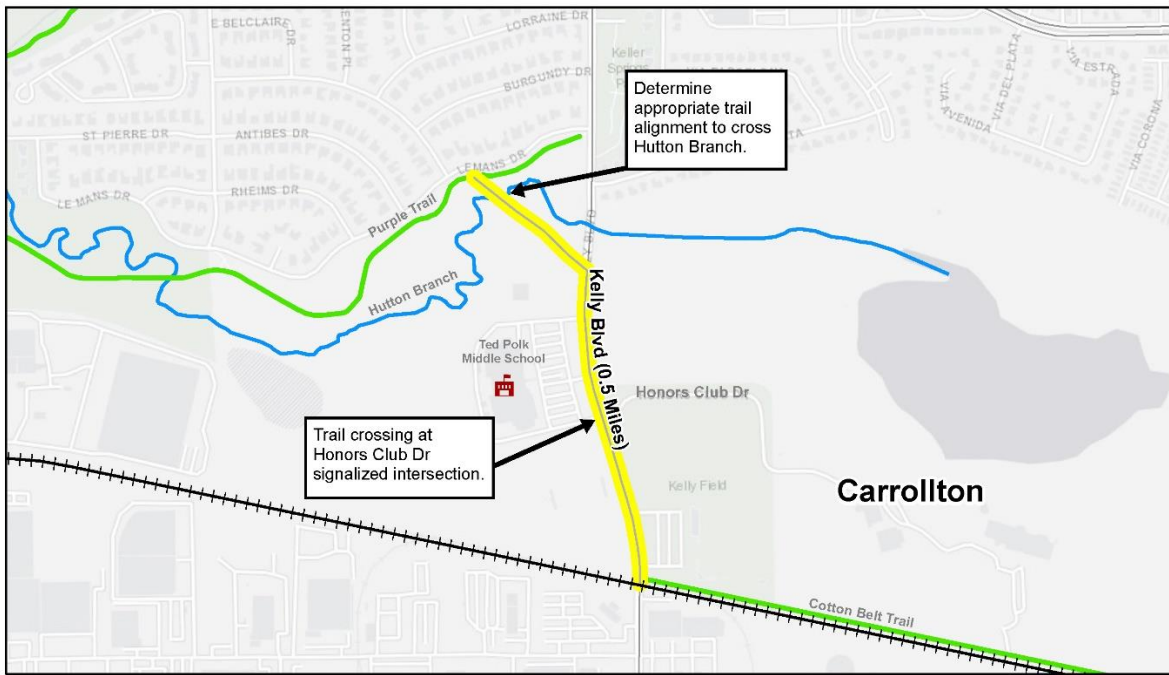 E BELCLAIRE DR
LORRAINE DR
BURGUNDY DR
ST PIERRE DR
ANTIBES DR
LEMANS DR
LE MANS DR
RHEIMS DR
Purple Trail
Hutton Branch
Keller
Springs
Determine
appropriate trail
alignment to cross
Hutton Branch.
VIA AVENIDA
VIA DEL PLATA
VIA ESTRADA
VIA CORONA
Kelly Blvd (0.5 Miles)
Ted Polk
Middle School
Honors Club Dr
Trail crossing at
Honors Club Dr
signalized intersection.
Kelly Field
Carrollton
Cotton Belt Trail